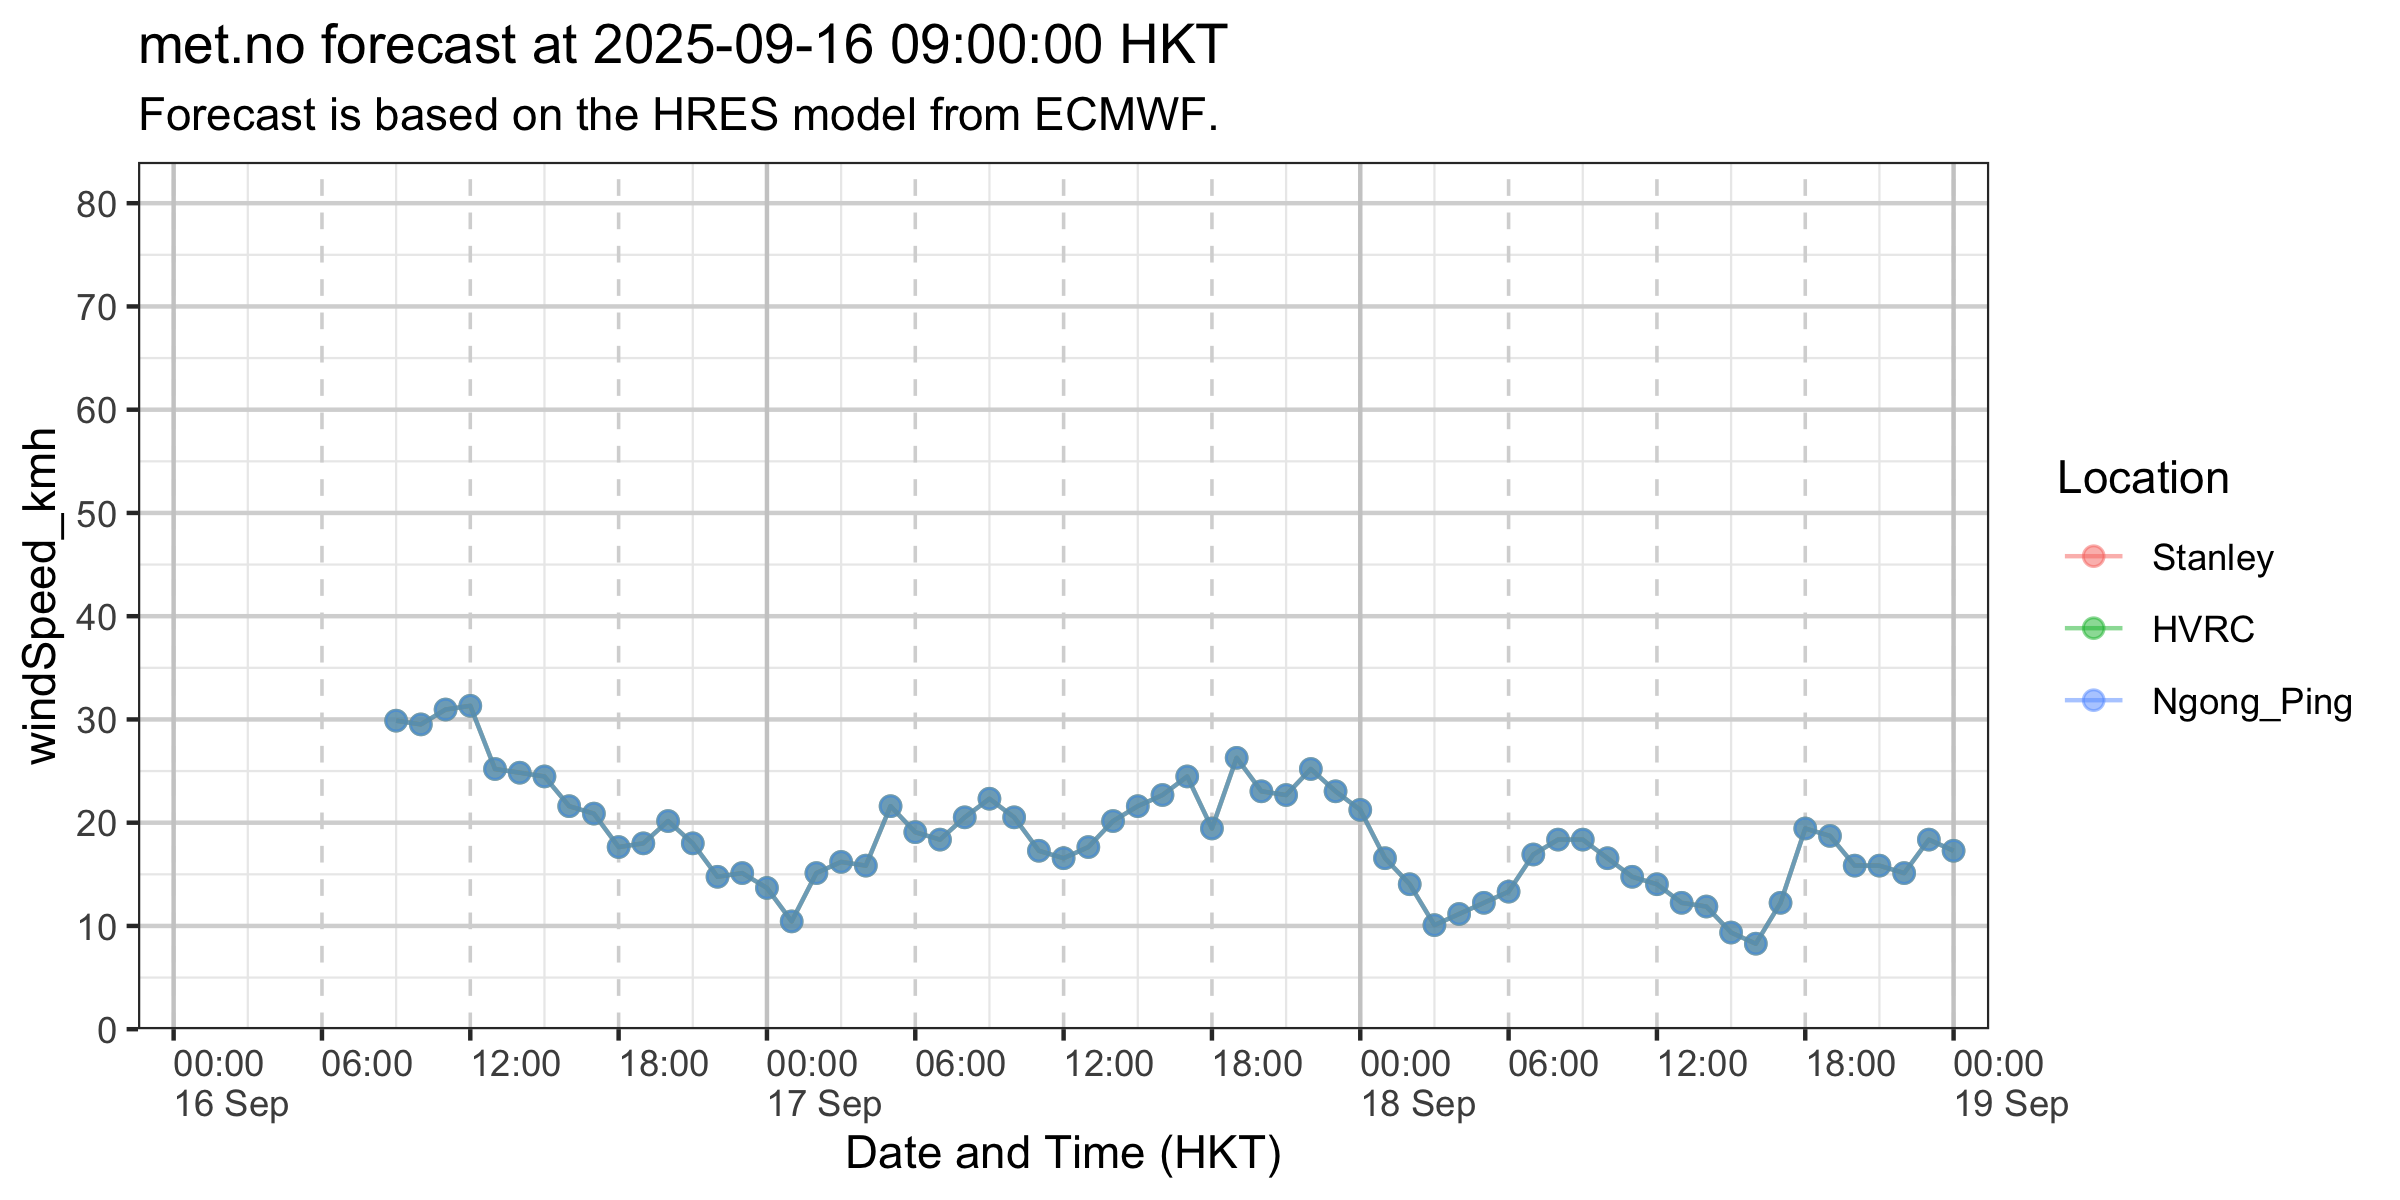 met.no forecast at 2025-09-16 09:00:00 HKT
Forecast is based on the HRES model from ECMWF.
windSpeed_kmh
80
70
60
50
40
30
20
10
0
00:00 06:00 12:00 18:00 00:00 06:00 12:00 18:00 00:00 06:00 12:00 18:00 00:00
16 Sep 17 Sep 18 Sep 19 Sep
Date and Time (HKT)
Location
Stanley
HVRC
Ngong_Ping